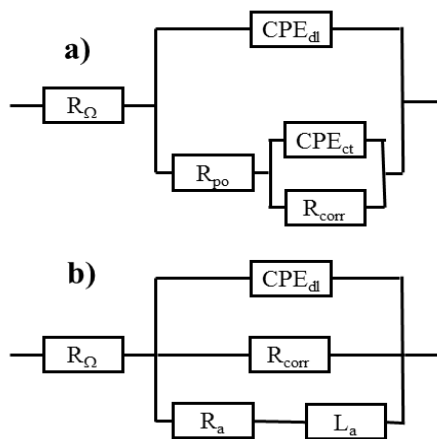 a)
CPE_dl
R_Ω
CPE_ct
R_po
R_corr
b)
CPE_dl
R_Ω
R_corr
R_a
L_a